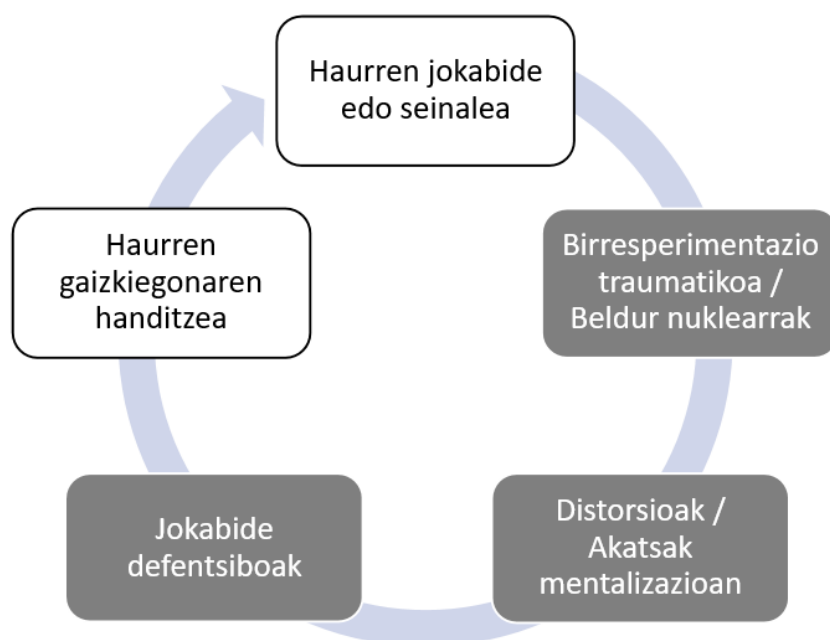 Haurren jokabide
edo seinalea
Birresperimentazio
traumatikoa /
Beldur nuklearrak
Distorsioak /
Akatsak
mentalizazioan
Jokabide
defentsiboak
Haurren
gaizkiegonaren
handitzea